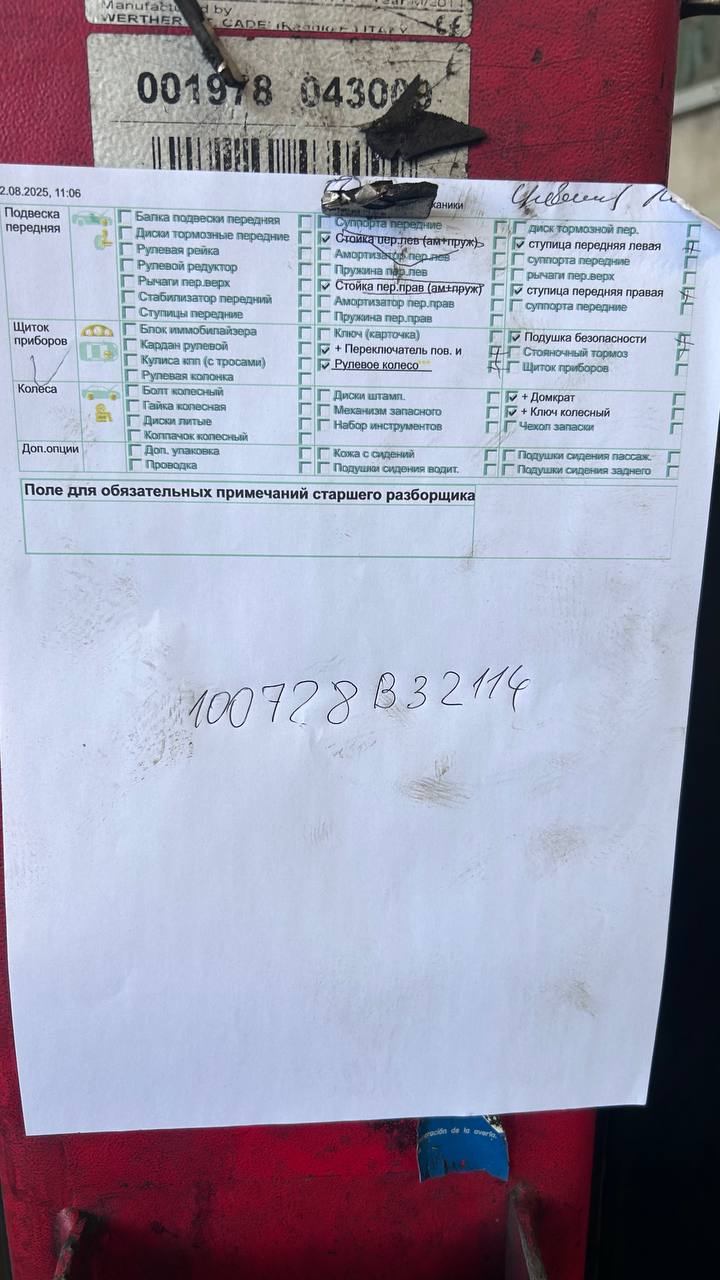 Manufactured by
WERTHER
CADE'
ITALY
CE
001978 04300
2.08.2025, 11:06
Подвеска передняя
Балка подвески передняя
Диски тормозные передние
Рулевая рейка
Рулевой редуктор
Рычаги пер.верх
Стабилизатор передний
Ступицы передние
Суппорта передние
Стойка пер.лев (ам+пруж)
Амортизатор пер.лев
Пружина пер.лев
Стойка пер.прав (ам+пруж)
Амортизатор пер.прав
Пружина пер.прав
диск тормозной пер.
ступица передняя левая
суппорта передние
рычаги пер.верх
ступица передняя правая
суппорта передние
Щиток приборов
Блок иммобилайзера
Кардан рулевой
Кулиса кпп (с тросами)
Рулевая колонка
Ключ (карточка)
+ Переключатель пов. и
Рулевое колесо***
Подушка безопасности
Стояночный тормоз
Щиток приборов
Колеса
Болт колесный
Гайка колесная
Диски литые
Колпачок колесный
Диски штамп.
Механизм запасного
Набор инструментов
+ Домкрат
+ Ключ колесный
Чехол запаски
Доп.опции
Доп. упаковка
Проводка
Кожа с сидений
Подушки сидения водит.
Подушки сидения пассаж.
Подушки сидения заднего
Поле для обязательных примечаний старшего разборщика
100728B32114
de la avería.